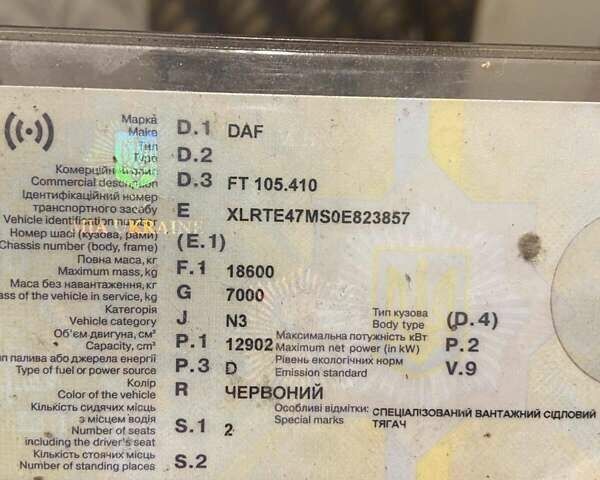 Марка
Make D.1 DAF
Тип
Type D.2
Комерційний опис
Commercial description D.3 FT 105.410
Ідентифікаційний номер
транспортного засобу E XLRTE47MS0E823857
Vehicle identification number
UKRAINE
Номер шасі (кузова, рами) (E.1)
Chassis number (body, frame)
Повна маса, кг
Maximum mass, kg F.1 18600
Маса без навантаження, кг
ass of the vehicle in service, kg G 7000
Категорія
Vehicle category J N3
Тип кузова
Body type (D.4)
Об'єм двигуна, см³
Capacity, cm³ P.1 12902
Максимальна потужність кВт
Maximum net power (in kW) P.2
п палива або джерела енергії
Type of fuel or power source P.3 D
Рівень екологічних норм
Emission standard V.9
Колір
Color of the vehicle R ЧЕРВОНИЙ
Кількість сидячих місць
з місцем водія
Number of seats S.1 2
including the driver's seat
Особливі відмітки: СПЕЦІАЛІЗОВАНИЙ ВАНТАЖНИЙ СІДЛОВИЙ
Special marks ТЯГАЧ
Кількість стоячих місць
Number of standing places S.2